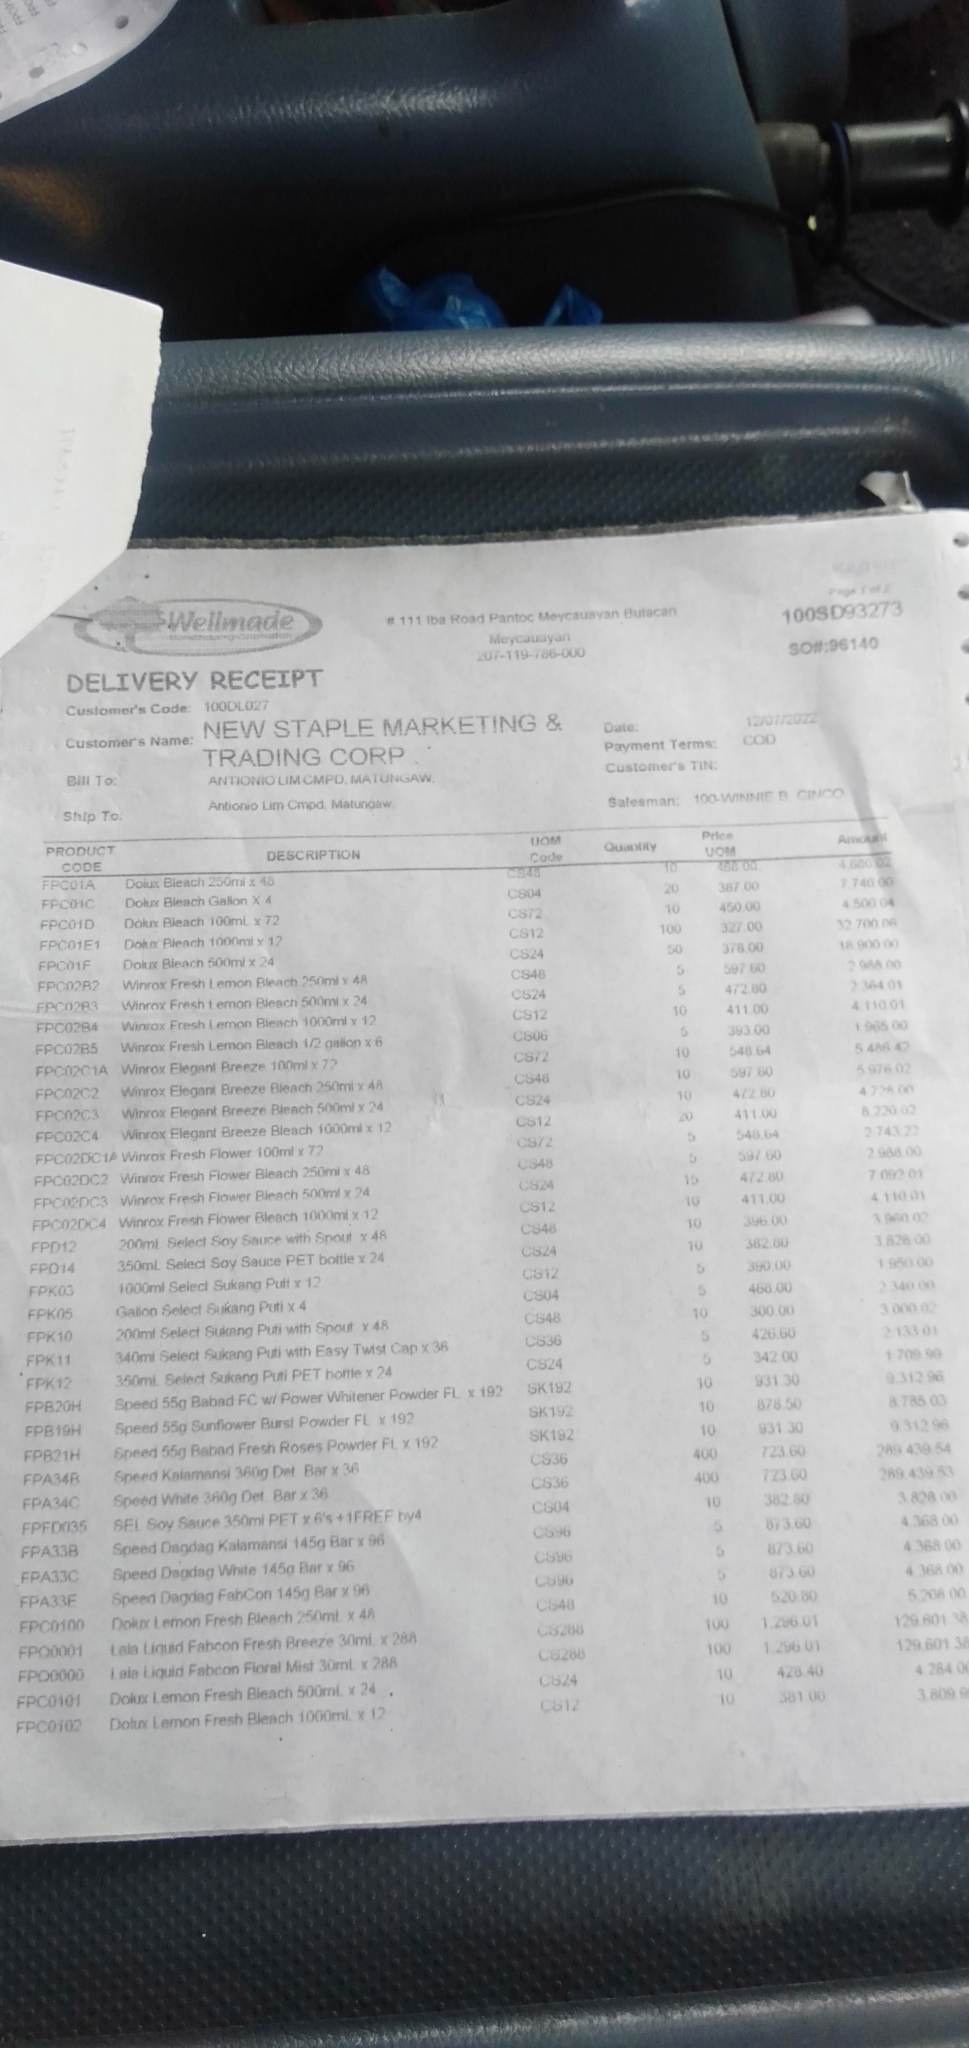 Page 1 of 2
Wellmade
# 111 Iba Road Pantoc Meycauayan Bulacan
100SD93273
Meycauayan
207-119-786-000
SO#:96140
DELIVERY RECEIPT
Customer's Code: 100DL027
Customer's Name: NEW STAPLE MARKETING & TRADING CORP
Date: 12/07/2022
Payment Terms: COD
Customer's TIN:
Bill To: ANTIONIO LIM CMPD, MATUNGAW,
Ship To: Antionio Lim Cmpd, Matungaw,
Salesman: 100-WINNIE B. CINCO
PRODUCT CODE DESCRIPTION UOM Code Quantity Price UOM Amount
FPC01A Dolux Bleach 250ml x 48 CS48 10 468.00 4,680.02
FPC01C Dolux Bleach Gallon X 4 CS04 20 387.00 7,740.00
FPC01D Dolux Bleach 100mL x 72 CS72 10 450.00 4,500.04
FPC01E1 Dolux Bleach 1000ml x 12 CS12 100 327.00 32,700.06
FPC01F Dolux Bleach 500ml x 24 CS24 50 378.00 18,900.00
FPC02B2 Winrox Fresh Lemon Bleach 250ml x 48 CS48 5 597.60 2,988.00
FPC02B3 Winrox Fresh Lemon Bleach 500ml x 24 CS24 5 472.80 2,364.01
FPC02B4 Winrox Fresh Lemon Bleach 1000ml x 12 CS12 10 411.00 4,110.01
FPC02B5 Winrox Fresh Lemon Bleach 1/2 gallon x 6 CS06 5 393.00 1,965.00
FPC02C1A Winrox Elegant Breeze 100ml x 72 CS72 10 548.64 5,486.42
FPC02C2 Winrox Elegant Breeze Bleach 250ml x 48 CS48 10 597.60 5,976.02
FPC02C3 Winrox Elegant Breeze Bleach 500ml x 24 CS24 10 472.80 4,728.00
FPC02C4 Winrox Elegant Breeze Bleach 1000ml x 12 CS12 20 411.00 8,220.02
FPC02DC1A Winrox Fresh Flower 100ml x 72 CS72 5 548.64 2,743.22
FPC02DC2 Winrox Fresh Flower Bleach 250ml x 48 CS48 5 597.60 2,988.00
FPC02DC3 Winrox Fresh Flower Bleach 500ml x 24 CS24 15 472.80 7,092.01
FPC02DC4 Winrox Fresh Flower Bleach 1000ml x 12 CS12 10 411.00 4,110.01
FPD12 200mL Select Soy Sauce with Spout x 48 CS48 10 396.00 3,960.02
FPD14 350mL Select Soy Sauce PET bottle x 24 CS24 10 382.80 3,828.00
FPK03 1000ml Select Sukang Puti x 12 CS12 5 390.00 1,950.00
FPK05 Gallon Select Sukang Puti x 4 CS04 5 468.00 2,340.00
FPK10 200ml Select Sukang Puti with Spout x 48 CS48 10 300.00 3,000.02
FPK11 340ml Select Sukang Puti with Easy Twist Cap x 36 CS36 5 426.60 2,133.01
FPK12 350mL Select Sukang Puti PET bottle x 24 CS24 5 342.00 1,709.99
FPB20H Speed 55g Babad FC w/ Power Whitener Powder FL x 192 SK192 10 931.30 9,312.96
FPB19H Speed 55g Sunflower Burst Powder FL x 192 SK192 10 878.50 8,785.03
FPB21H Speed 55g Babad Fresh Roses Powder FL x 192 SK192 10 931.30 9,312.96
FPA34B Speed Kalamansi 360g Det. Bar x 36 CS36 400 723.60 289,439.54
FPA34C Speed White 360g Det. Bar x 36 CS36 400 723.60 289,439.53
FPFD035 SEL Soy Sauce 350ml PET x 6's +1FREE by4 CS04 10 382.80 3,828.00
FPA33B Speed Dagdag Kalamansi 145g Bar x 96 CS96 5 873.60 4,368.00
FPA33C Speed Dagdag White 145g Bar x 96 CS96 5 873.60 4,368.00
FPA33E Speed Dagdag FabCon 145g Bar x 96 CS96 5 873.60 4,368.00
FPC0100 Dolux Lemon Fresh Bleach 250mL x 48 CS48 10 520.80 5,208.00
FPO0001 Lala Liquid Fabcon Fresh Breeze 30mL x 288 CS288 100 1,296.01 129,601.38
FPO0000 Lala Liquid Fabcon Floral Mist 30mL x 288 CS288 100 1,296.01 129,601.38
FPC0101 Dolux Lemon Fresh Bleach 500mL x 24 CS24 10 428.40 4,284.0
FPC0102 Dolux Lemon Fresh Bleach 1000mL x 12 CS12 10 381.00 3,809.9